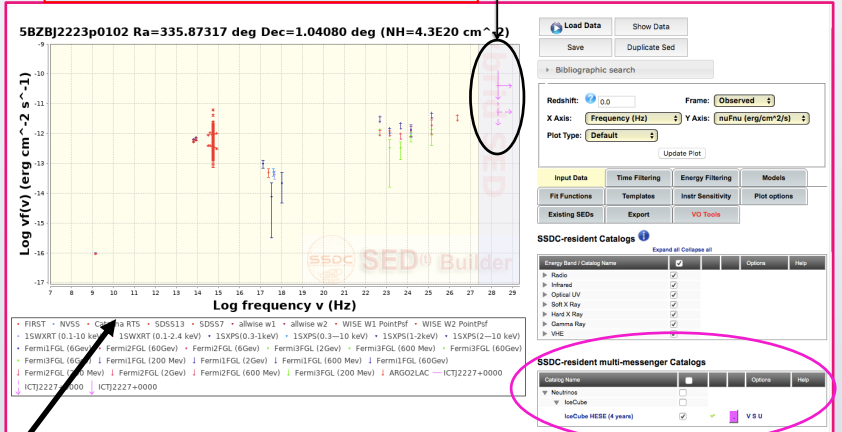 5BZBJ2223p0102 Ra=335.87317 deg Dec=1.04080 deg (NH=4.3E20 cm^-2)
Log νf(ν) (erg cm^-2 s^-1)
-9
-10
-11
-12
-13
-14
-15
-16
-17
7 8 9 10 11 12 13 14 15 16 17 18 19 20 21 22 23 24 25 26 27 28 29
Log frequency ν (Hz)
Hybrid SED
SSDC SED(t) Builder
FIRST NVSS Catalina RTS SDSS13 SDSS7 allwise w1 allwise w2 WISE W1 PointPsf WISE W2 PointPsf
1SWXRT (0.1-10 keV) 1SWXRT (0.1-2.4 keV) 1SXPS(0.3-1keV) 1SXPS(0.3—10 keV) 1SXPS(1-2keV) 1SXPS(2—10 keV)
Fermi1FGL (6Gev) Fermi2FGL (60Gev) Fermi2FGL (6Gev) Fermi3FGL (2Gev) Fermi3FGL (600 Mev) Fermi3FGL (60Gev)
Fermi3FGL (6Gev) Fermi1FGL (200 Mev) Fermi1FGL (2Gev) Fermi1FGL (600 Mev) Fermi1FGL (60Gev)
Fermi2FGL (200 Mev) Fermi2FGL (2Gev) Fermi2FGL (600 Mev) Fermi3FGL (200 Mev) ARGO2LAC ICTJ2227+0000
ICTJ2227+0000 ICTJ2227+0000
Load Data Show Data
Save Duplicate Sed
Bibliographic search
Redshift: 0.0 Frame: Observed
X Axis: Frequency (Hz) Y Axis: nuFnu (erg/cm^2/s)
Plot Type: Default
Update Plot
Input Data Time Filtering Energy Filtering Models
Fit Functions Templates Instr Sensitivity Plot options
Existing SEDs Export VO Tools
SSDC-resident Catalogs
Expand all Collapse all
Energy Band / Catalog Name Options Help
Radio
Infrared
Optical UV
Soft X Ray
Hard X Ray
Gamma Ray
VHE
SSDC-resident multi-messenger Catalogs
Catalog Name Options Help
Neutrinos
IceCube
IceCube HESE (4 years) V S U